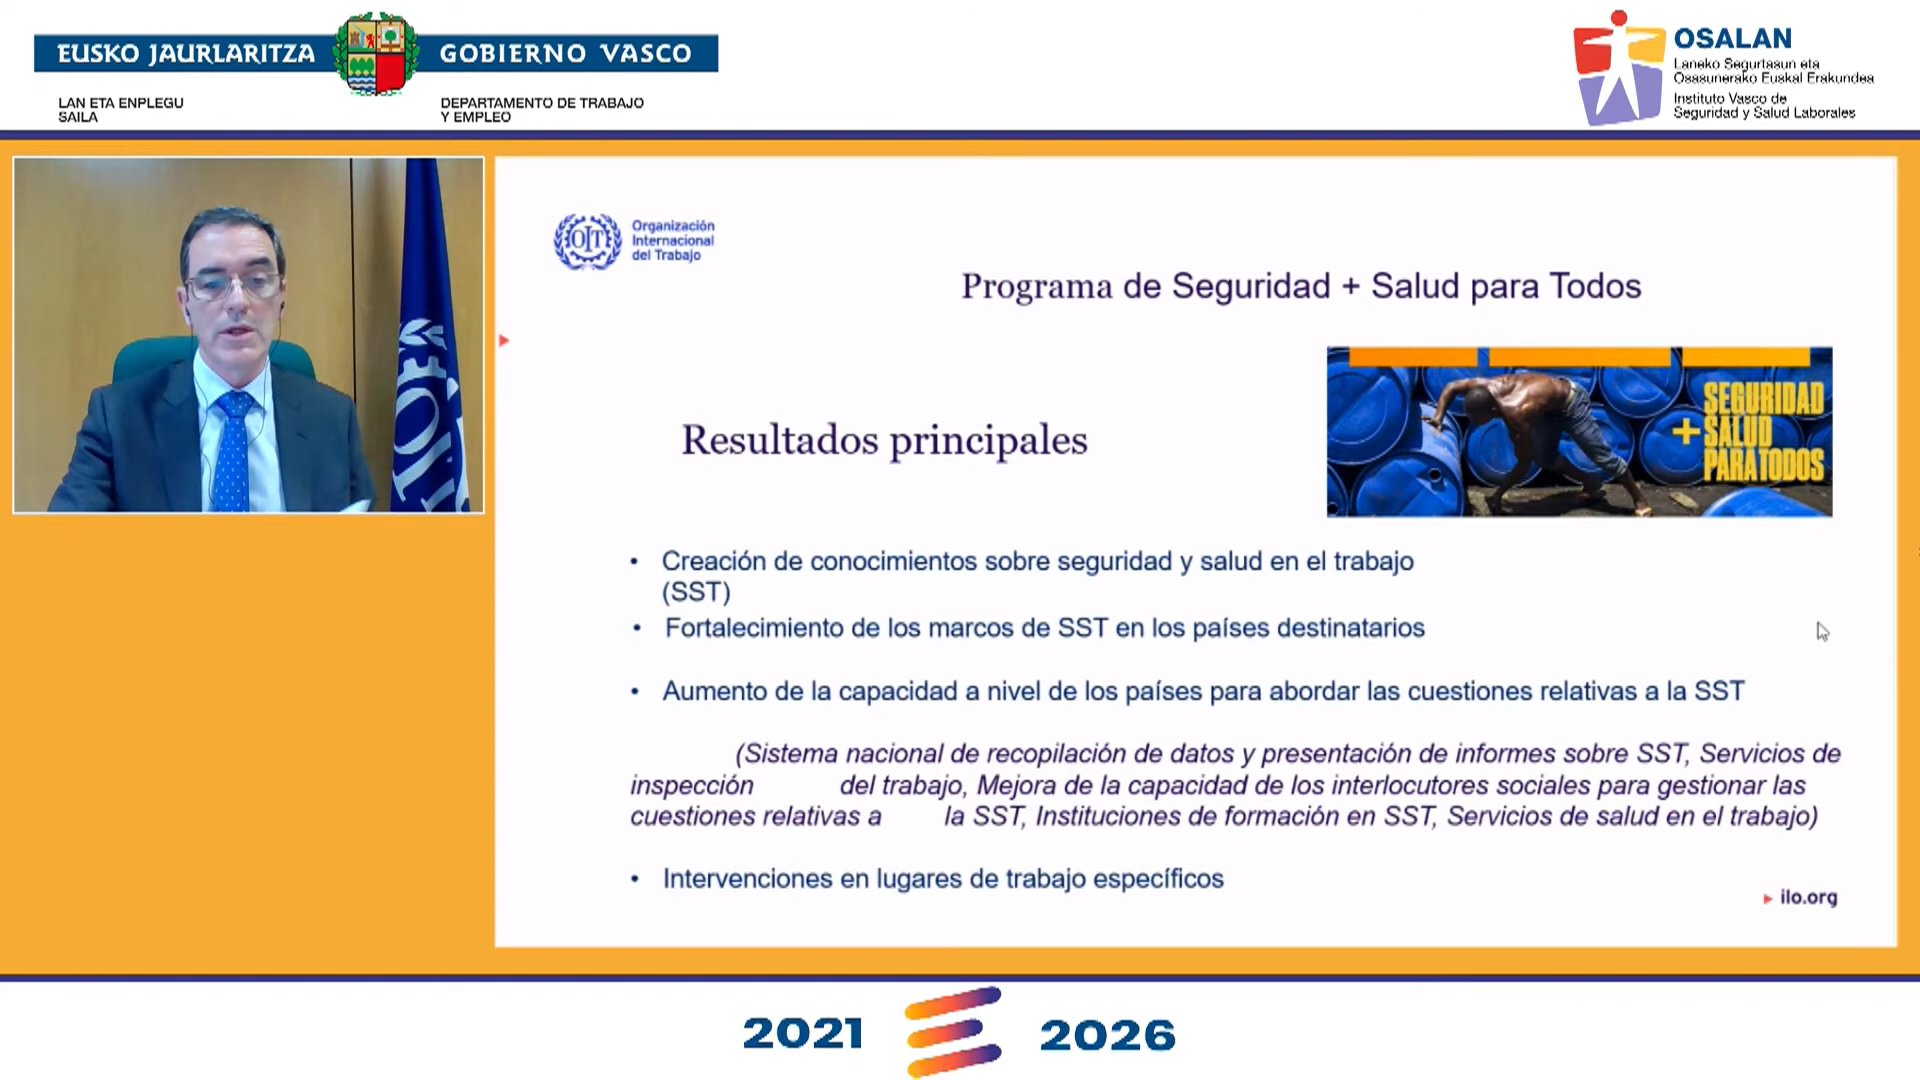 EUSKO JAURLARITZA
GOBIERNO VASCO
LAN ETA ENPLEGU
SAILA
DEPARTAMENTO DE TRABAJO
Y EMPLEO
OSALAN
Laneko Segurtasun eta
Osasunerako Euskal Erakundea
Instituto Vasco de
Seguridad y Salud Laborales
OIT
OIT
Organización
Internacional
del Trabajo
Programa de Seguridad + Salud para Todos
SEGURIDAD
+ SALUD
PARA TODOS
Resultados principales
• Creación de conocimientos sobre seguridad y salud en el trabajo
(SST)
• Fortalecimiento de los marcos de SST en los países destinatarios
• Aumento de la capacidad a nivel de los países para abordar las cuestiones relativas a la SST
(Sistema nacional de recopilación de datos y presentación de informes sobre SST, Servicios de
inspección del trabajo, Mejora de la capacidad de los interlocutores sociales para gestionar las
cuestiones relativas a la SST, Instituciones de formación en SST, Servicios de salud en el trabajo)
• Intervenciones en lugares de trabajo específicos
ilo.org
2021 2026